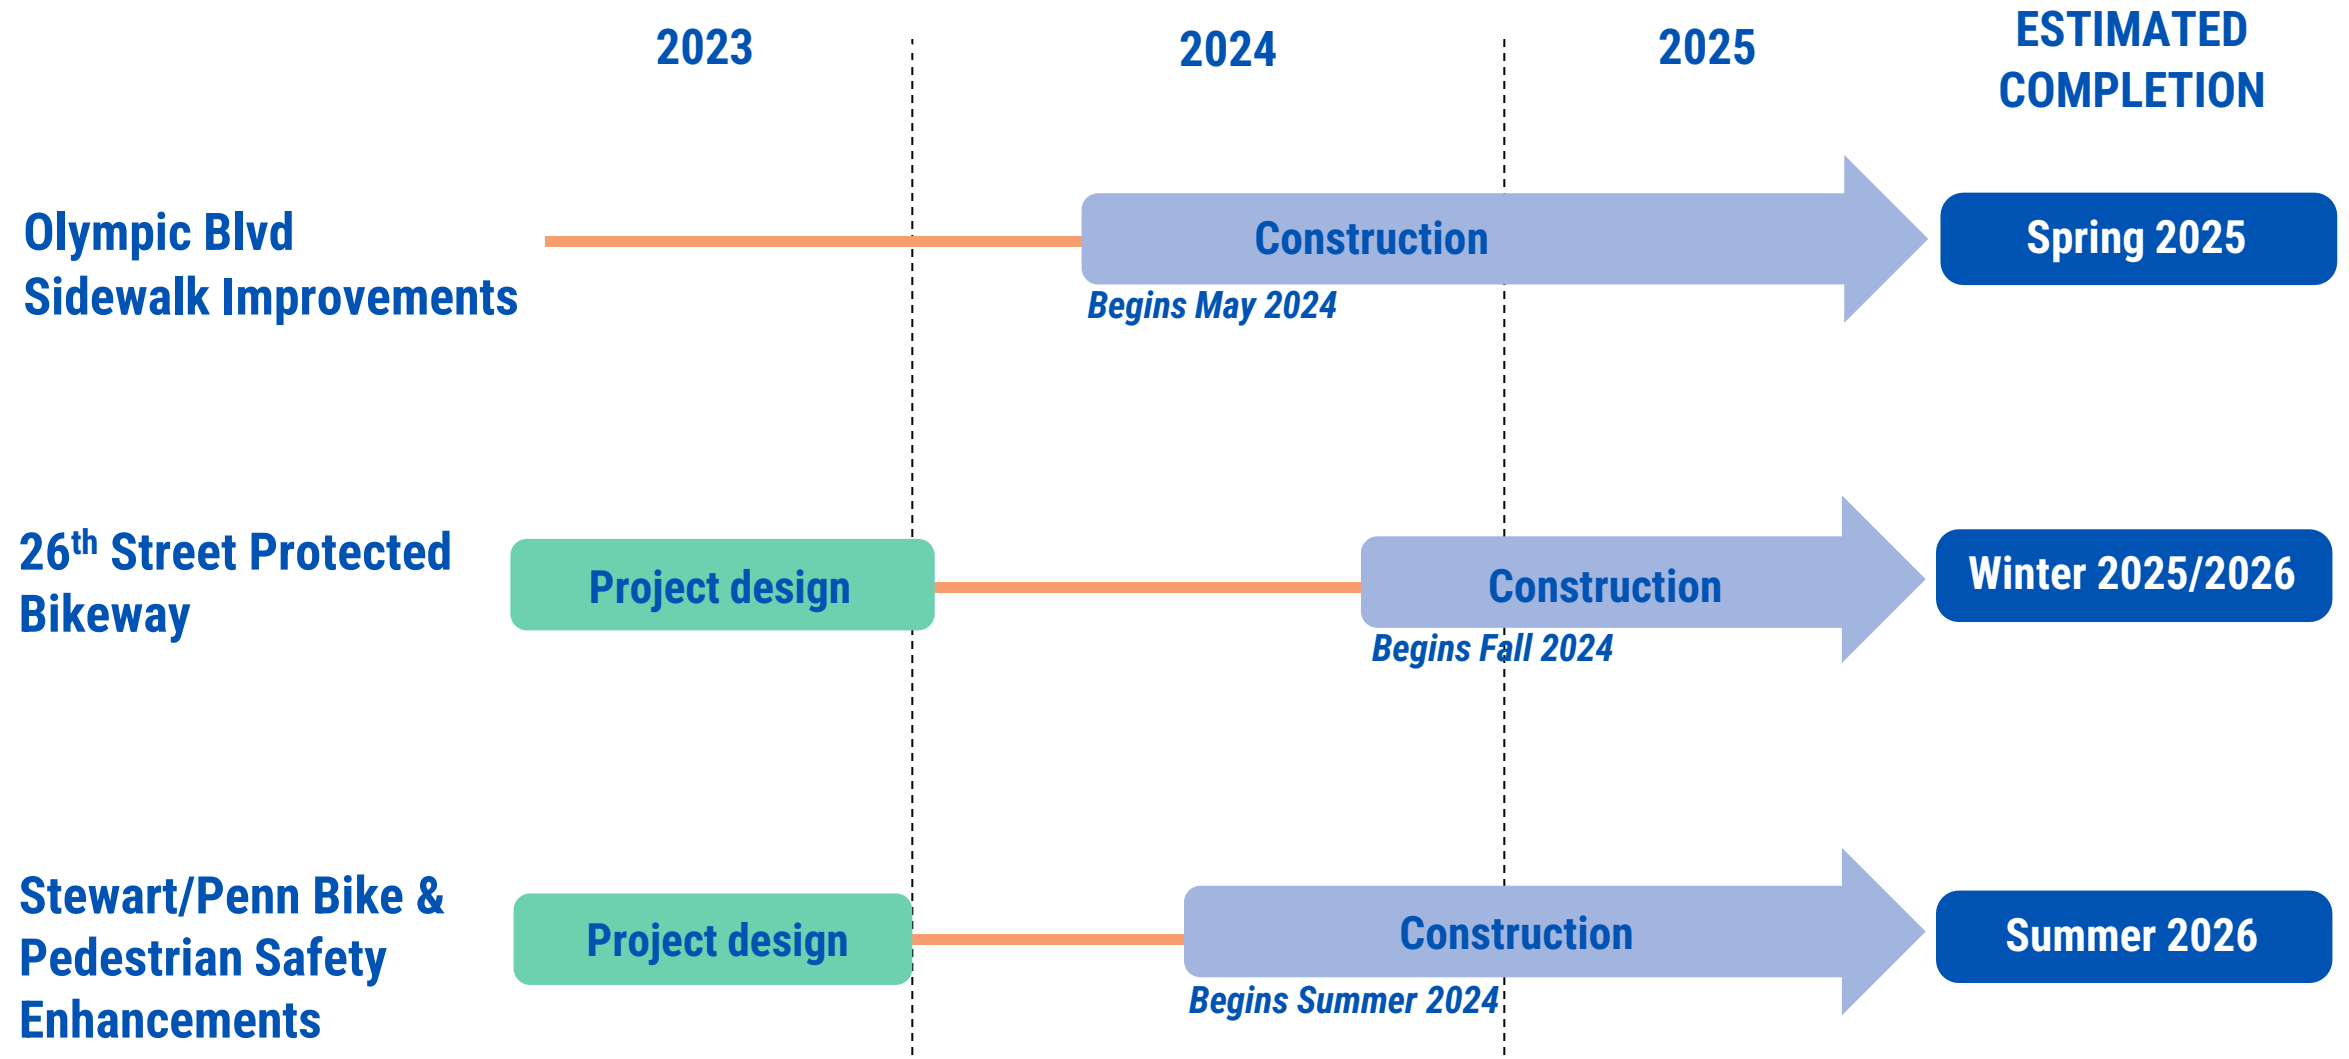 2023
2024
2025
ESTIMATED
COMPLETION
Olympic Blvd
Sidewalk Improvements
Construction
Begins May 2024
Spring 2025
26th Street Protected
Bikeway
Project design
Construction
Begins Fall 2024
Winter 2025/2026
Stewart/Penn Bike &
Pedestrian Safety
Enhancements
Project design
Construction
Begins Summer 2024
Summer 2026